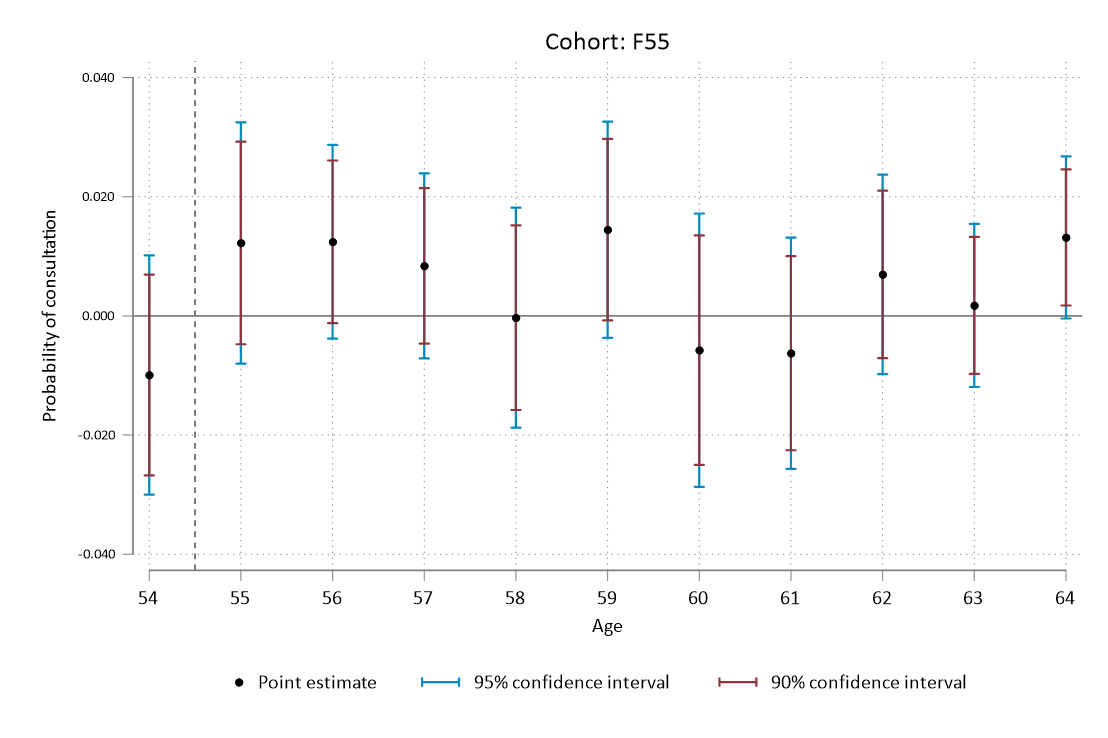 Cohort: F55
Probability of consultation
0.040
0.020
0.000
-0.020
-0.040
54 55 56 57 58 59 60 61 62 63 64
Age
Point estimate 95% confidence interval 90% confidence interval